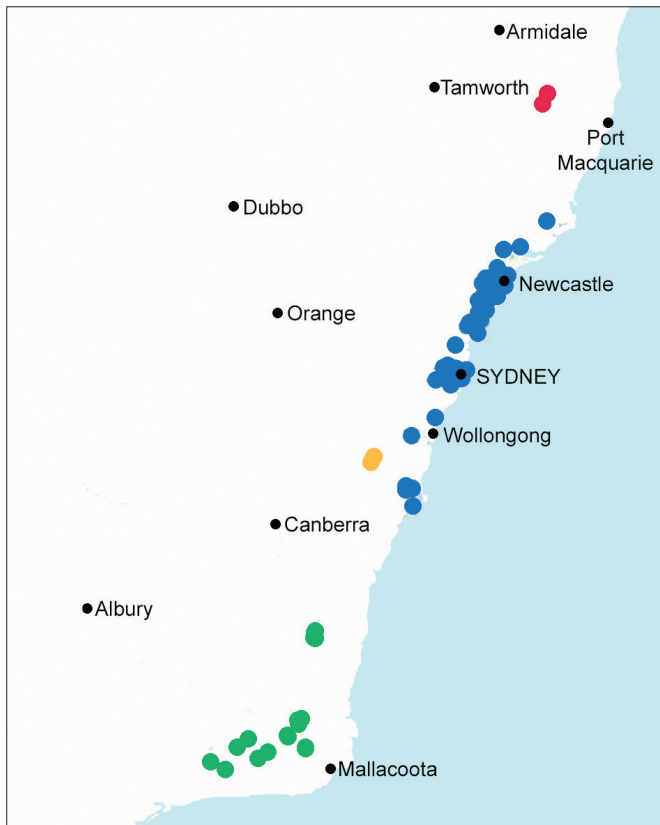 Armidale
Tamworth
Port
Macquarie
Dubbo
Newcastle
Orange
SYDNEY
Wollongong
Canberra
Albury
Mallacoota